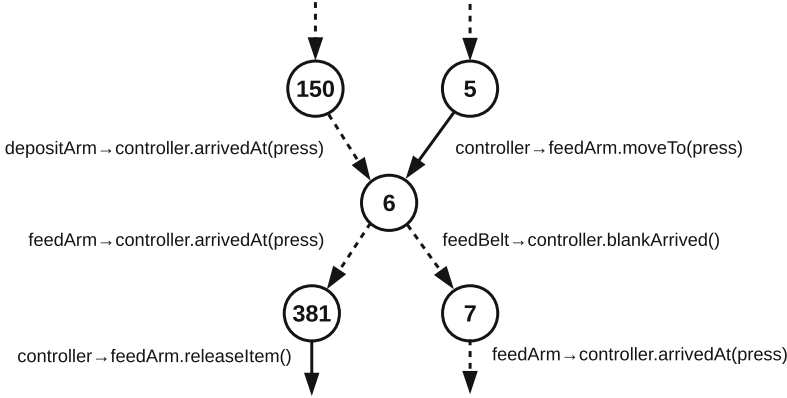 150
5
depositArm→controller.arrivedAt(press)
controller→feedArm.moveTo(press)
6
feedArm→controller.arrivedAt(press)
feedBelt→controller.blankArrived()
381
7
controller→feedArm.releaseItem()
feedArm→controller.arrivedAt(press)